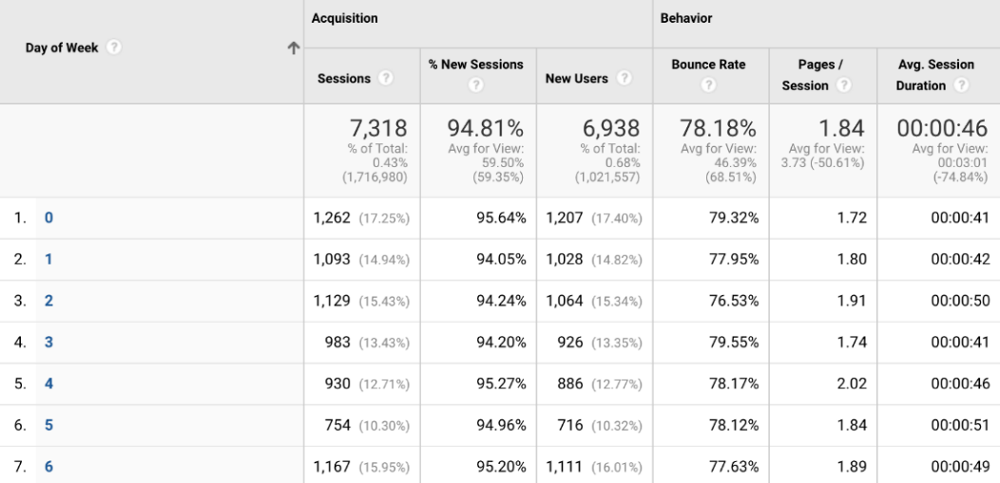 Acquisition Behavior
Day of Week ? ↑
Sessions ? % New Sessions ? New Users ? Bounce Rate ? Pages / Session ? Avg. Session Duration ?
7,318 94.81% 6,938 78.18% 1.84 00:00:46
% of Total: Avg for View: % of Total: Avg for View: Avg for View: Avg for View:
0.43% 59.50% 0.68% 46.39% 3.73 (-50.61%) 00:03:01
(1,716,980) (59.35%) (1,021,557) (68.51%) (-74.84%)
1. 0 1,262 (17.25%) 95.64% 1,207 (17.40%) 79.32% 1.72 00:00:41
2. 1 1,093 (14.94%) 94.05% 1,028 (14.82%) 77.95% 1.80 00:00:42
3. 2 1,129 (15.43%) 94.24% 1,064 (15.34%) 76.53% 1.91 00:00:50
4. 3 983 (13.43%) 94.20% 926 (13.35%) 79.55% 1.74 00:00:41
5. 4 930 (12.71%) 95.27% 886 (12.77%) 78.17% 2.02 00:00:46
6. 5 754 (10.30%) 94.96% 716 (10.32%) 78.12% 1.84 00:00:51
7. 6 1,167 (15.95%) 95.20% 1,111 (16.01%) 77.63% 1.89 00:00:49